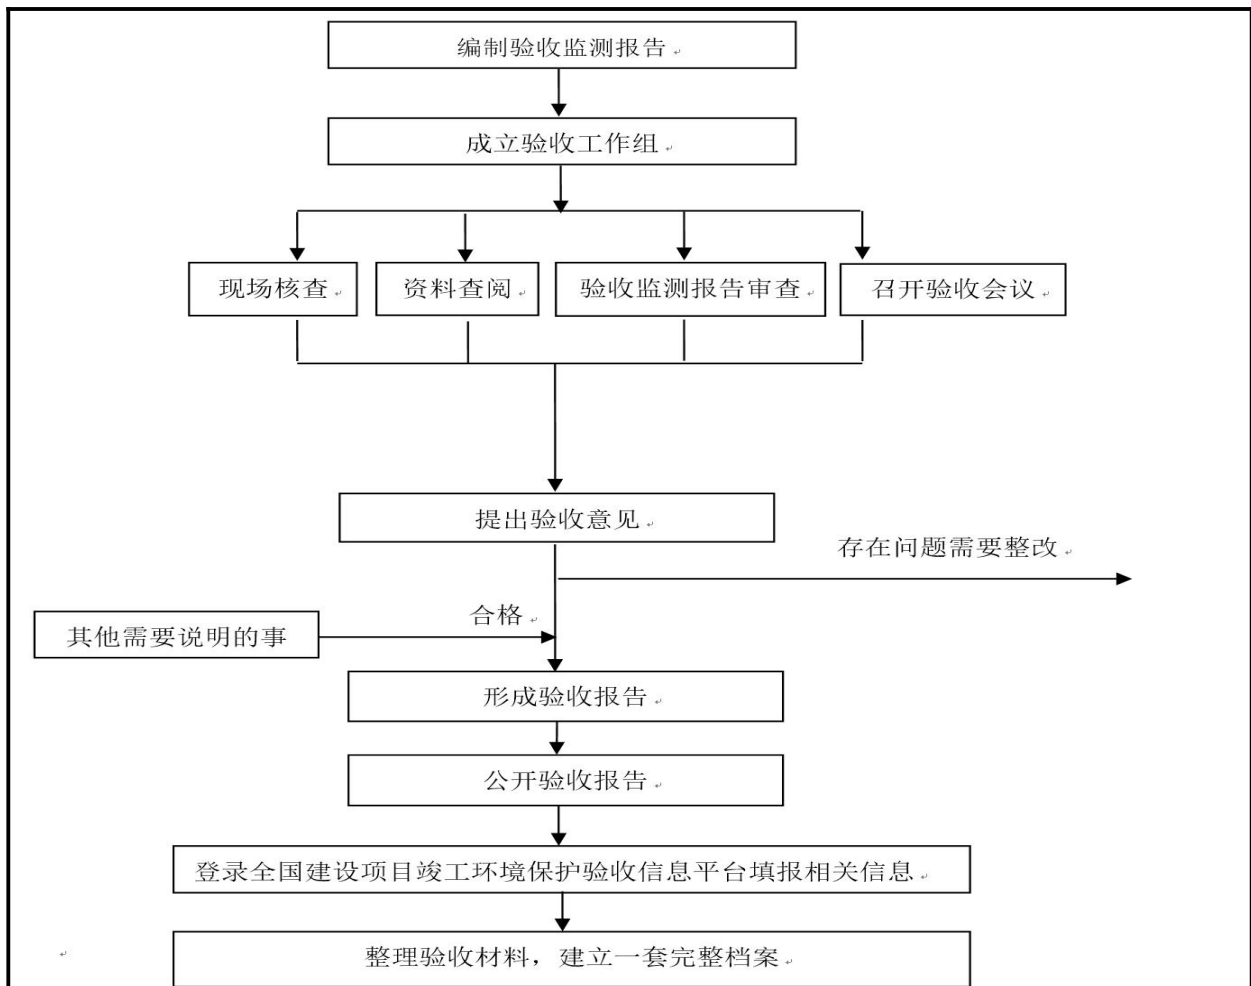 编制验收监测报告
成立验收工作组
现场核查
资料查阅
验收监测报告审查
召开验收会议
提出验收意见
存在问题需要整改
合格
其他需要说明的事
形成验收报告
公开验收报告
登录全国建设项目竣工环境保护验收信息平台填报相关信息
整理验收材料，建立一套完整档案